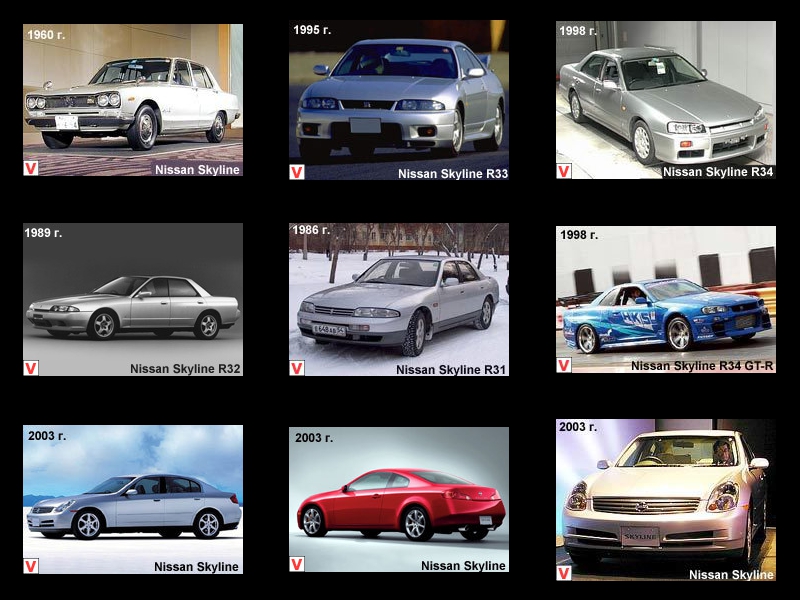 1960 г.
V
Nissan Skyline
1995 г.
V
Nissan Skyline R33
1998 г.
V
Nissan Skyline R34
1989 г.
V
Nissan Skyline R32
1986 г.
V
Nissan Skyline R31
1998 г.
HKS
V
Nissan Skyline R34 GT-R
2003 г.
V
Nissan Skyline
2003 г.
V
Nissan Skyline
2003 г.
SKYLINE
V
Nissan Skyline